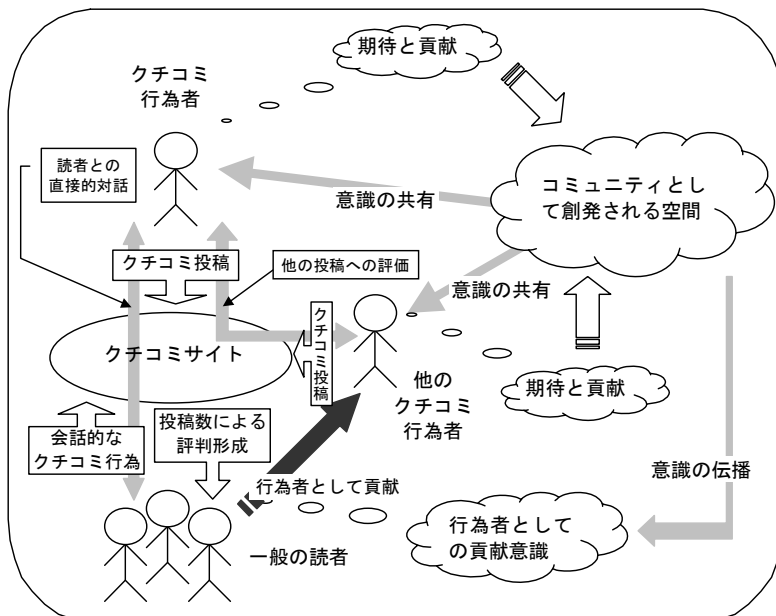 期待と貢献
クチコミ
行為者
読者との
直接的対話
意識の共有
コミュニティとし
て創発される空間
クチコミ投稿
他の投稿への評価
意識の共有
クチコミサイト
クチコミ投稿
期待と貢献
他の
クチコミ
行為者
会話的な
クチコミ行為
投稿数による
評判形成
意識の伝播
行為者として貢献
行為者として
の貢献意識
一般の読者